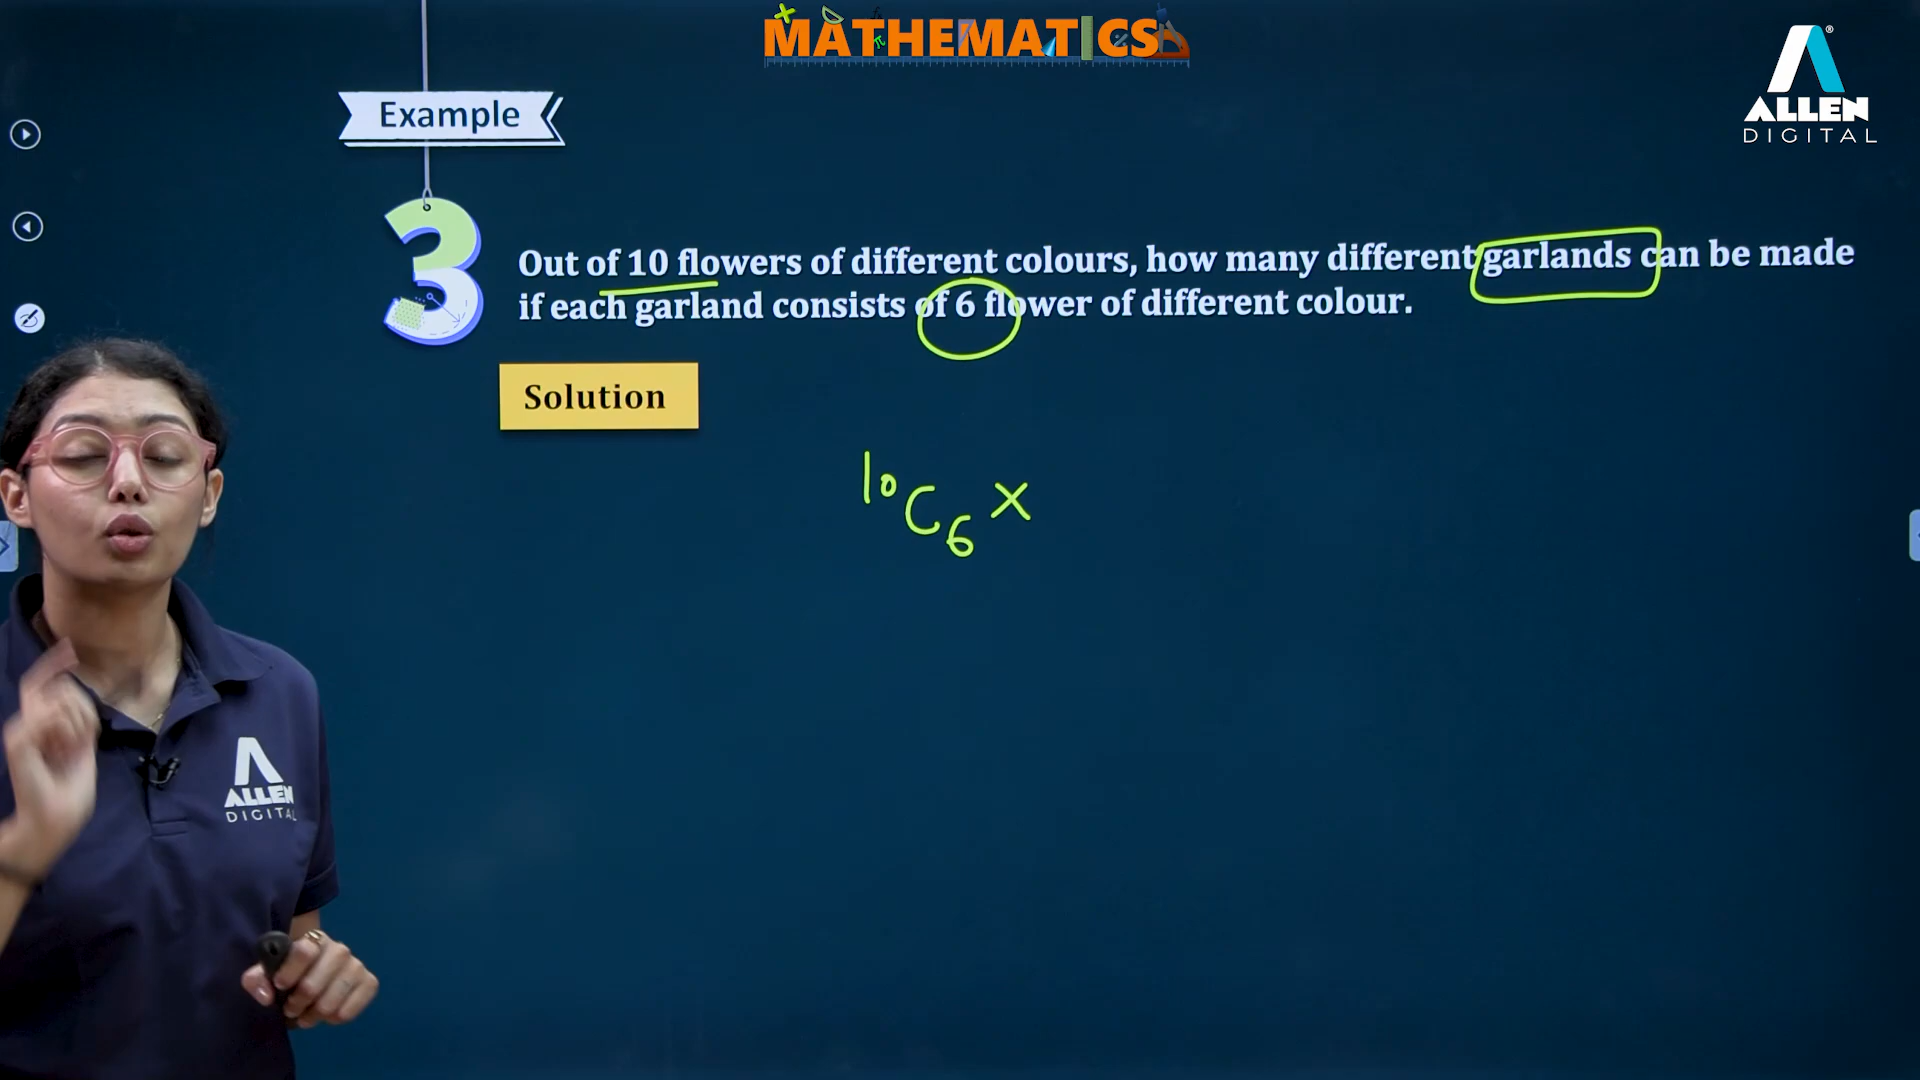 MATHEMATICS
ALLEN
DIGITAL
Example
3
Out of 10 flowers of different colours, how many different garlands can be made
if each garland consists of 6 flower of different colour.
Solution
¹⁰C₆ ×
ALLEN
DIGITAL